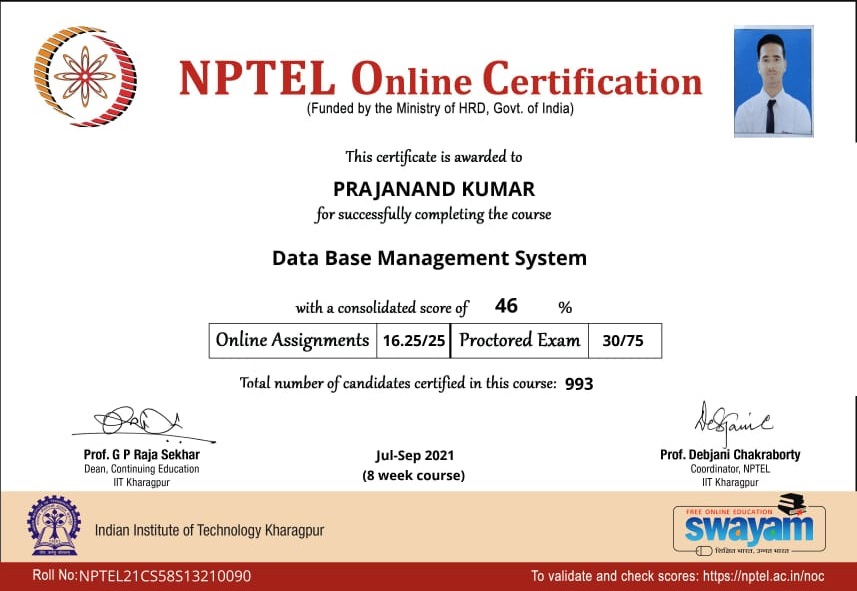 NPTEL Online Certification
(Funded by the Ministry of HRD, Govt. of India)
This certificate is awarded to
PRAJANAND KUMAR
for successfully completing the course
Data Base Management System
with a consolidated score of 46 %
Online Assignments 16.25/25 Proctored Exam 30/75
Total number of candidates certified in this course: 993
Prof. G P Raja Sekhar
Dean, Continuing Education
IIT Kharagpur
Jul-Sep 2021
(8 week course)
Prof. Debjani Chakraborty
Coordinator, NPTEL
IIT Kharagpur
Indian Institute of Technology Kharagpur
FREE ONLINE EDUCATION
swayam
शिक्षित भारत, उन्नत भारत
Roll No: NPTEL21CS58S13210090
To validate and check scores: https://nptel.ac.in/noc